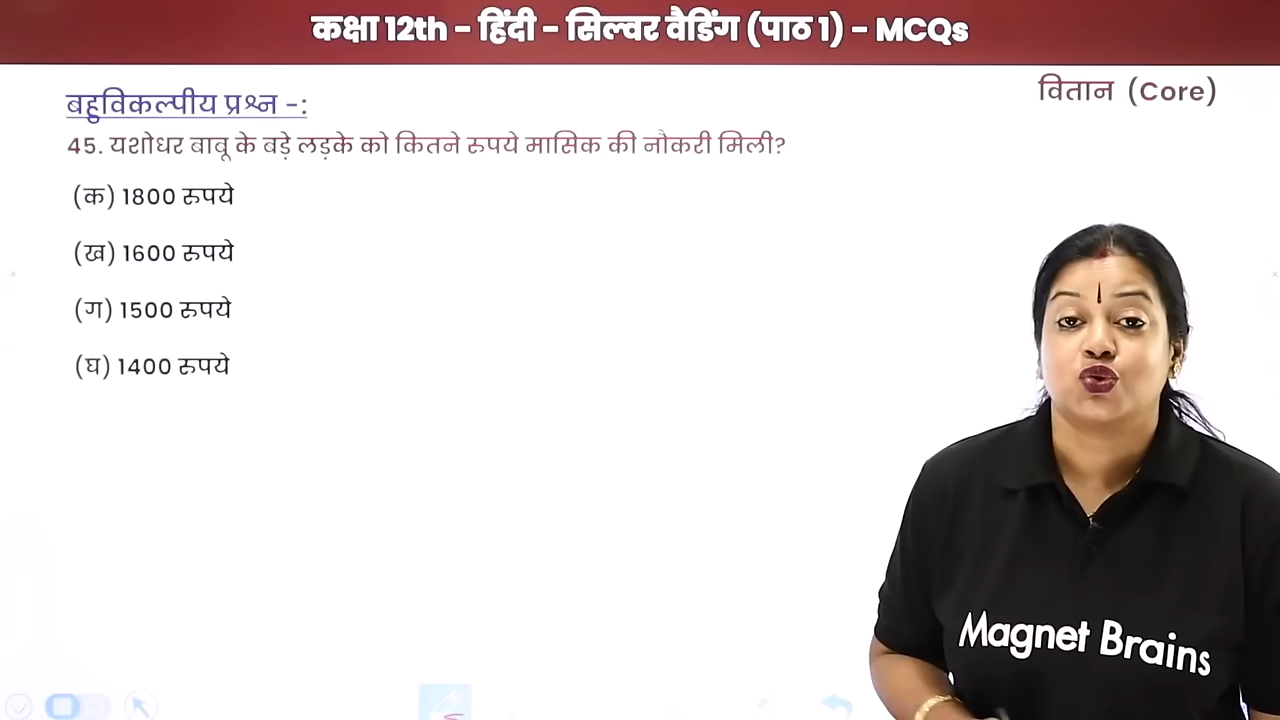 कक्षा 12th - हिंदी - सिल्वर वैडिंग (पाठ 1) - MCQs
वितान (Core)
बहुविकल्पीय प्रश्न -:
45. यशोधर बाबू के बड़े लड़के को कितने रुपये मासिक की नौकरी मिली?
(क) 1800 रुपये
(ख) 1600 रुपये
(ग) 1500 रुपये
(घ) 1400 रुपये
Magnet Brains